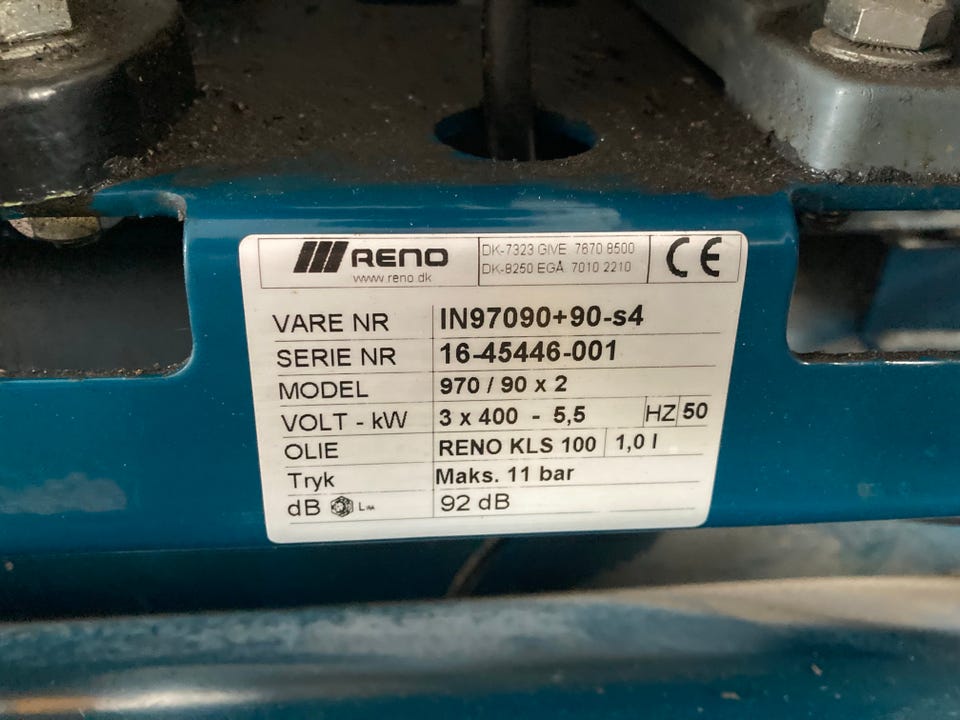 RENO
www.reno.dk
DK-7323 GIVE 7670 8500
DK-8250 EGÅ 7010 2210
CE
VARE NR IN97090+90-s4
SERIE NR 16-45446-001
MODEL 970 / 90 x 2
VOLT - kW 3 x 400 - 5,5 HZ 50
OLIE RENO KLS 100 1,0 l
Tryk Maks. 11 bar
dB 92 dB